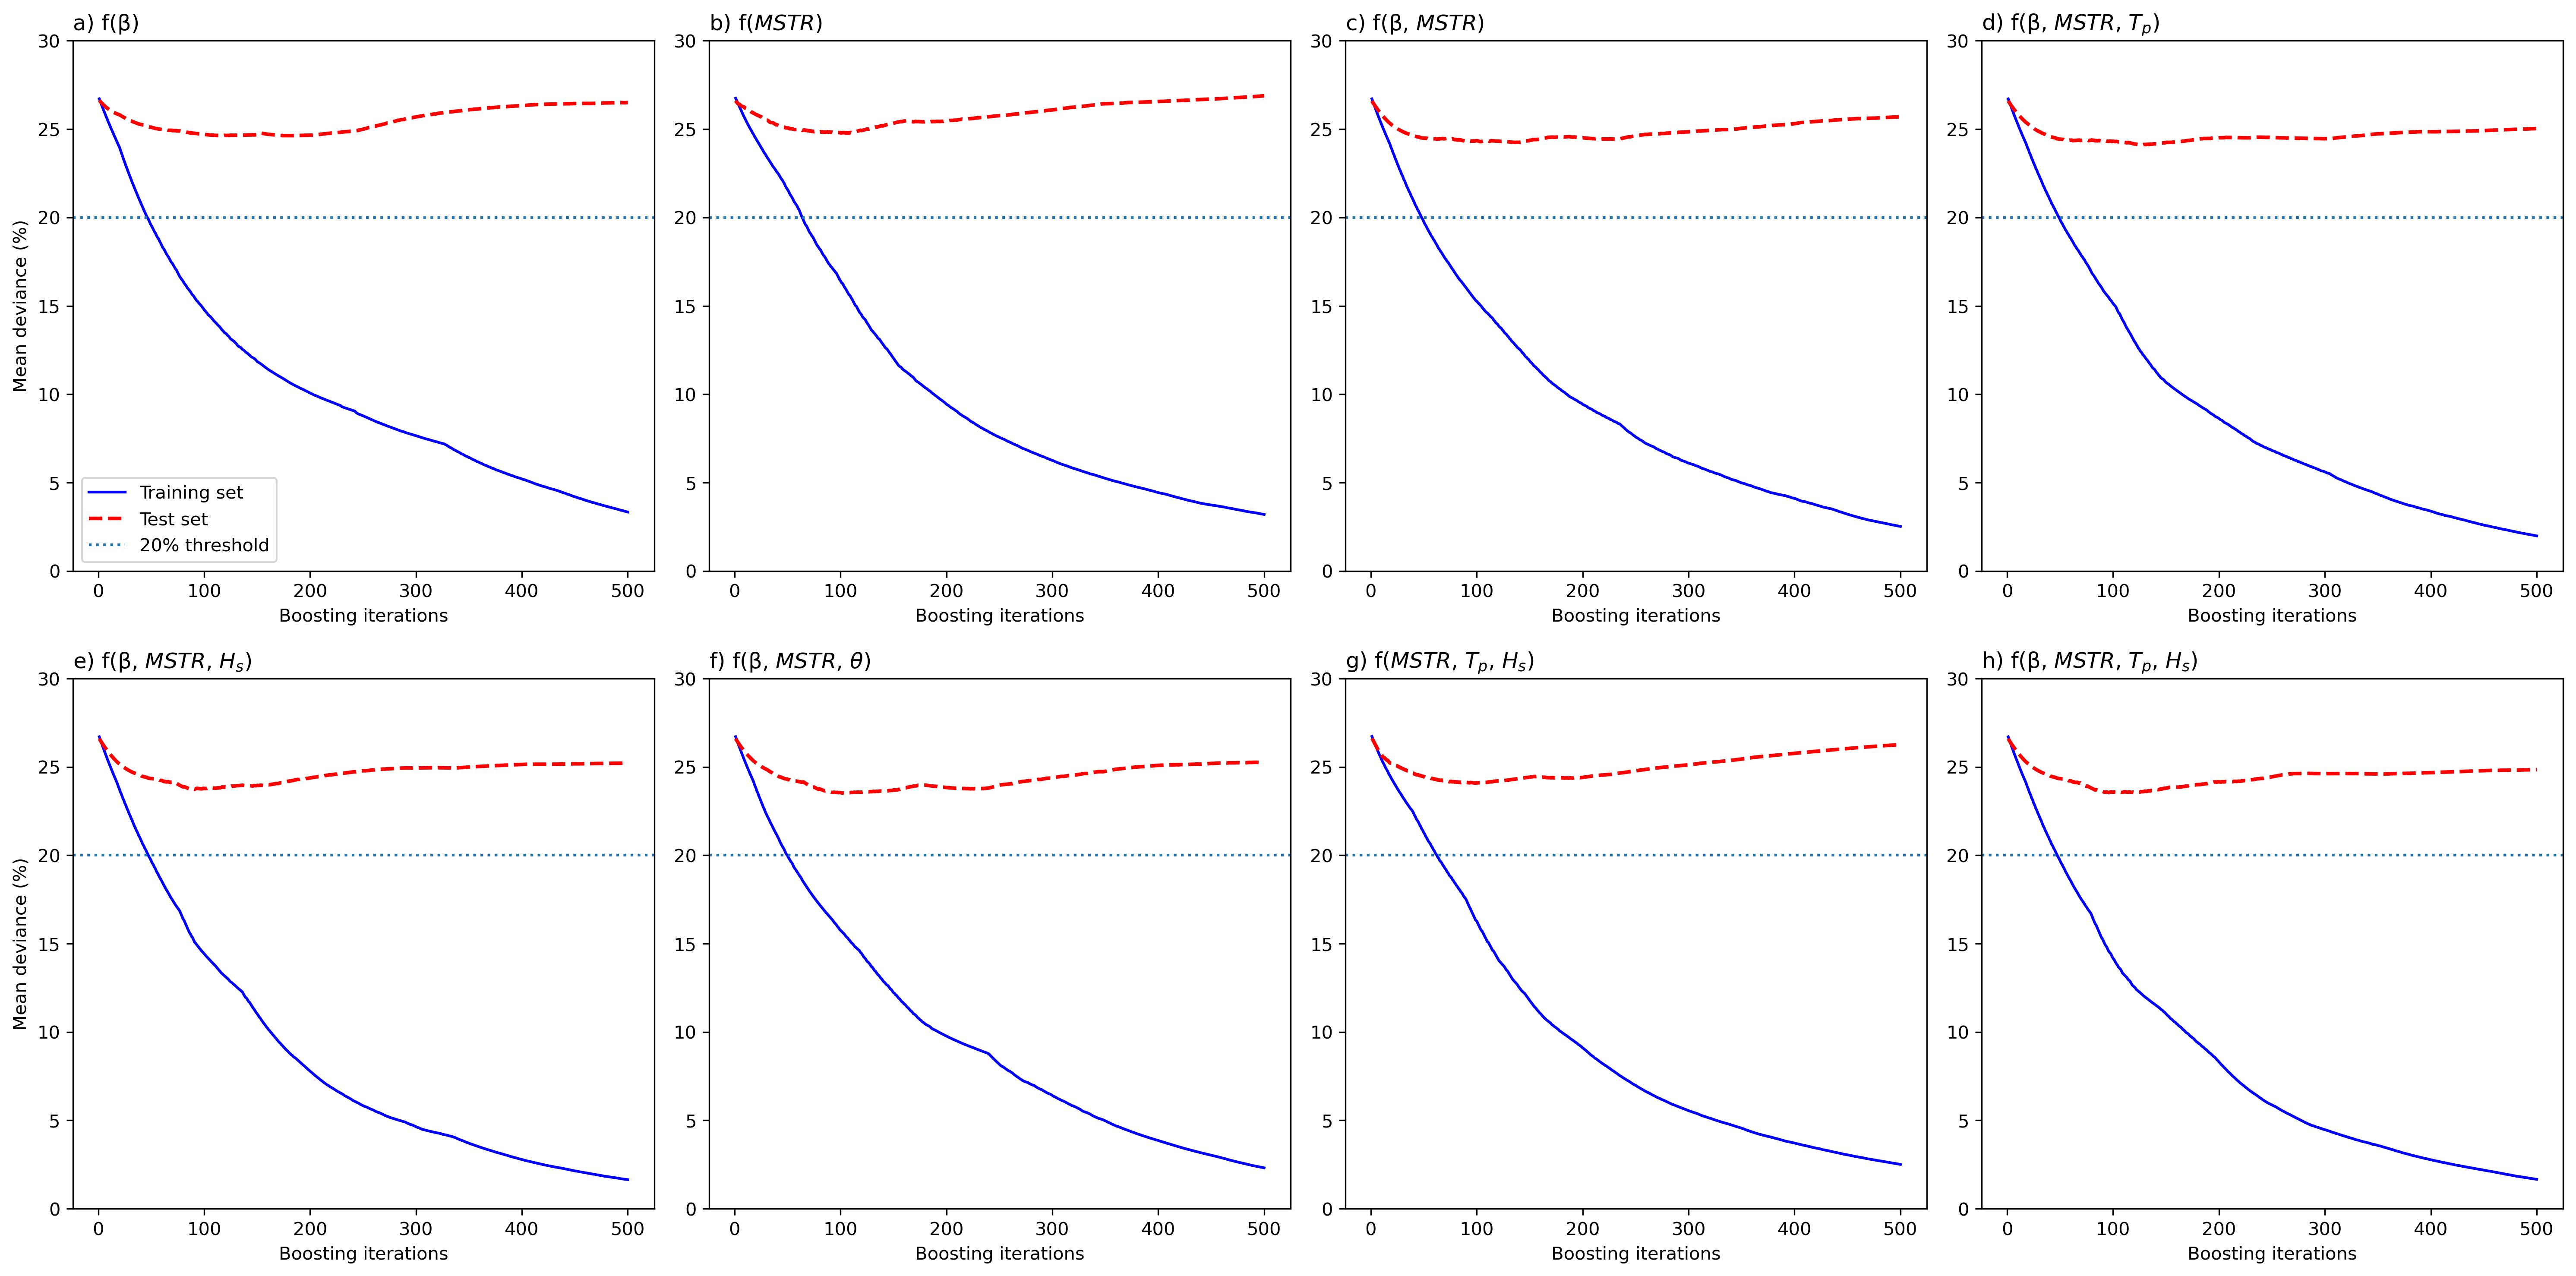 a) f(β)
30
25
20
15
10
5
0
Mean deviance (%)
Training set
Test set
20% threshold
0 100 200 300 400 500
Boosting iterations
b) f(MSTR)
30
25
20
15
10
5
0
0 100 200 300 400 500
Boosting iterations
c) f(β, MSTR)
30
25
20
15
10
5
0
0 100 200 300 400 500
Boosting iterations
d) f(β, MSTR, Tp)
30
25
20
15
10
5
0
0 100 200 300 400 500
Boosting iterations
e) f(β, MSTR, Hs)
30
25
20
15
10
5
0
Mean deviance (%)
0 100 200 300 400 500
Boosting iterations
f) f(β, MSTR, θ)
30
25
20
15
10
5
0
0 100 200 300 400 500
Boosting iterations
g) f(MSTR, Tp, Hs)
30
25
20
15
10
5
0
0 100 200 300 400 500
Boosting iterations
h) f(β, MSTR, Tp, Hs)
30
25
20
15
10
5
0
0 100 200 300 400 500
Boosting iterations